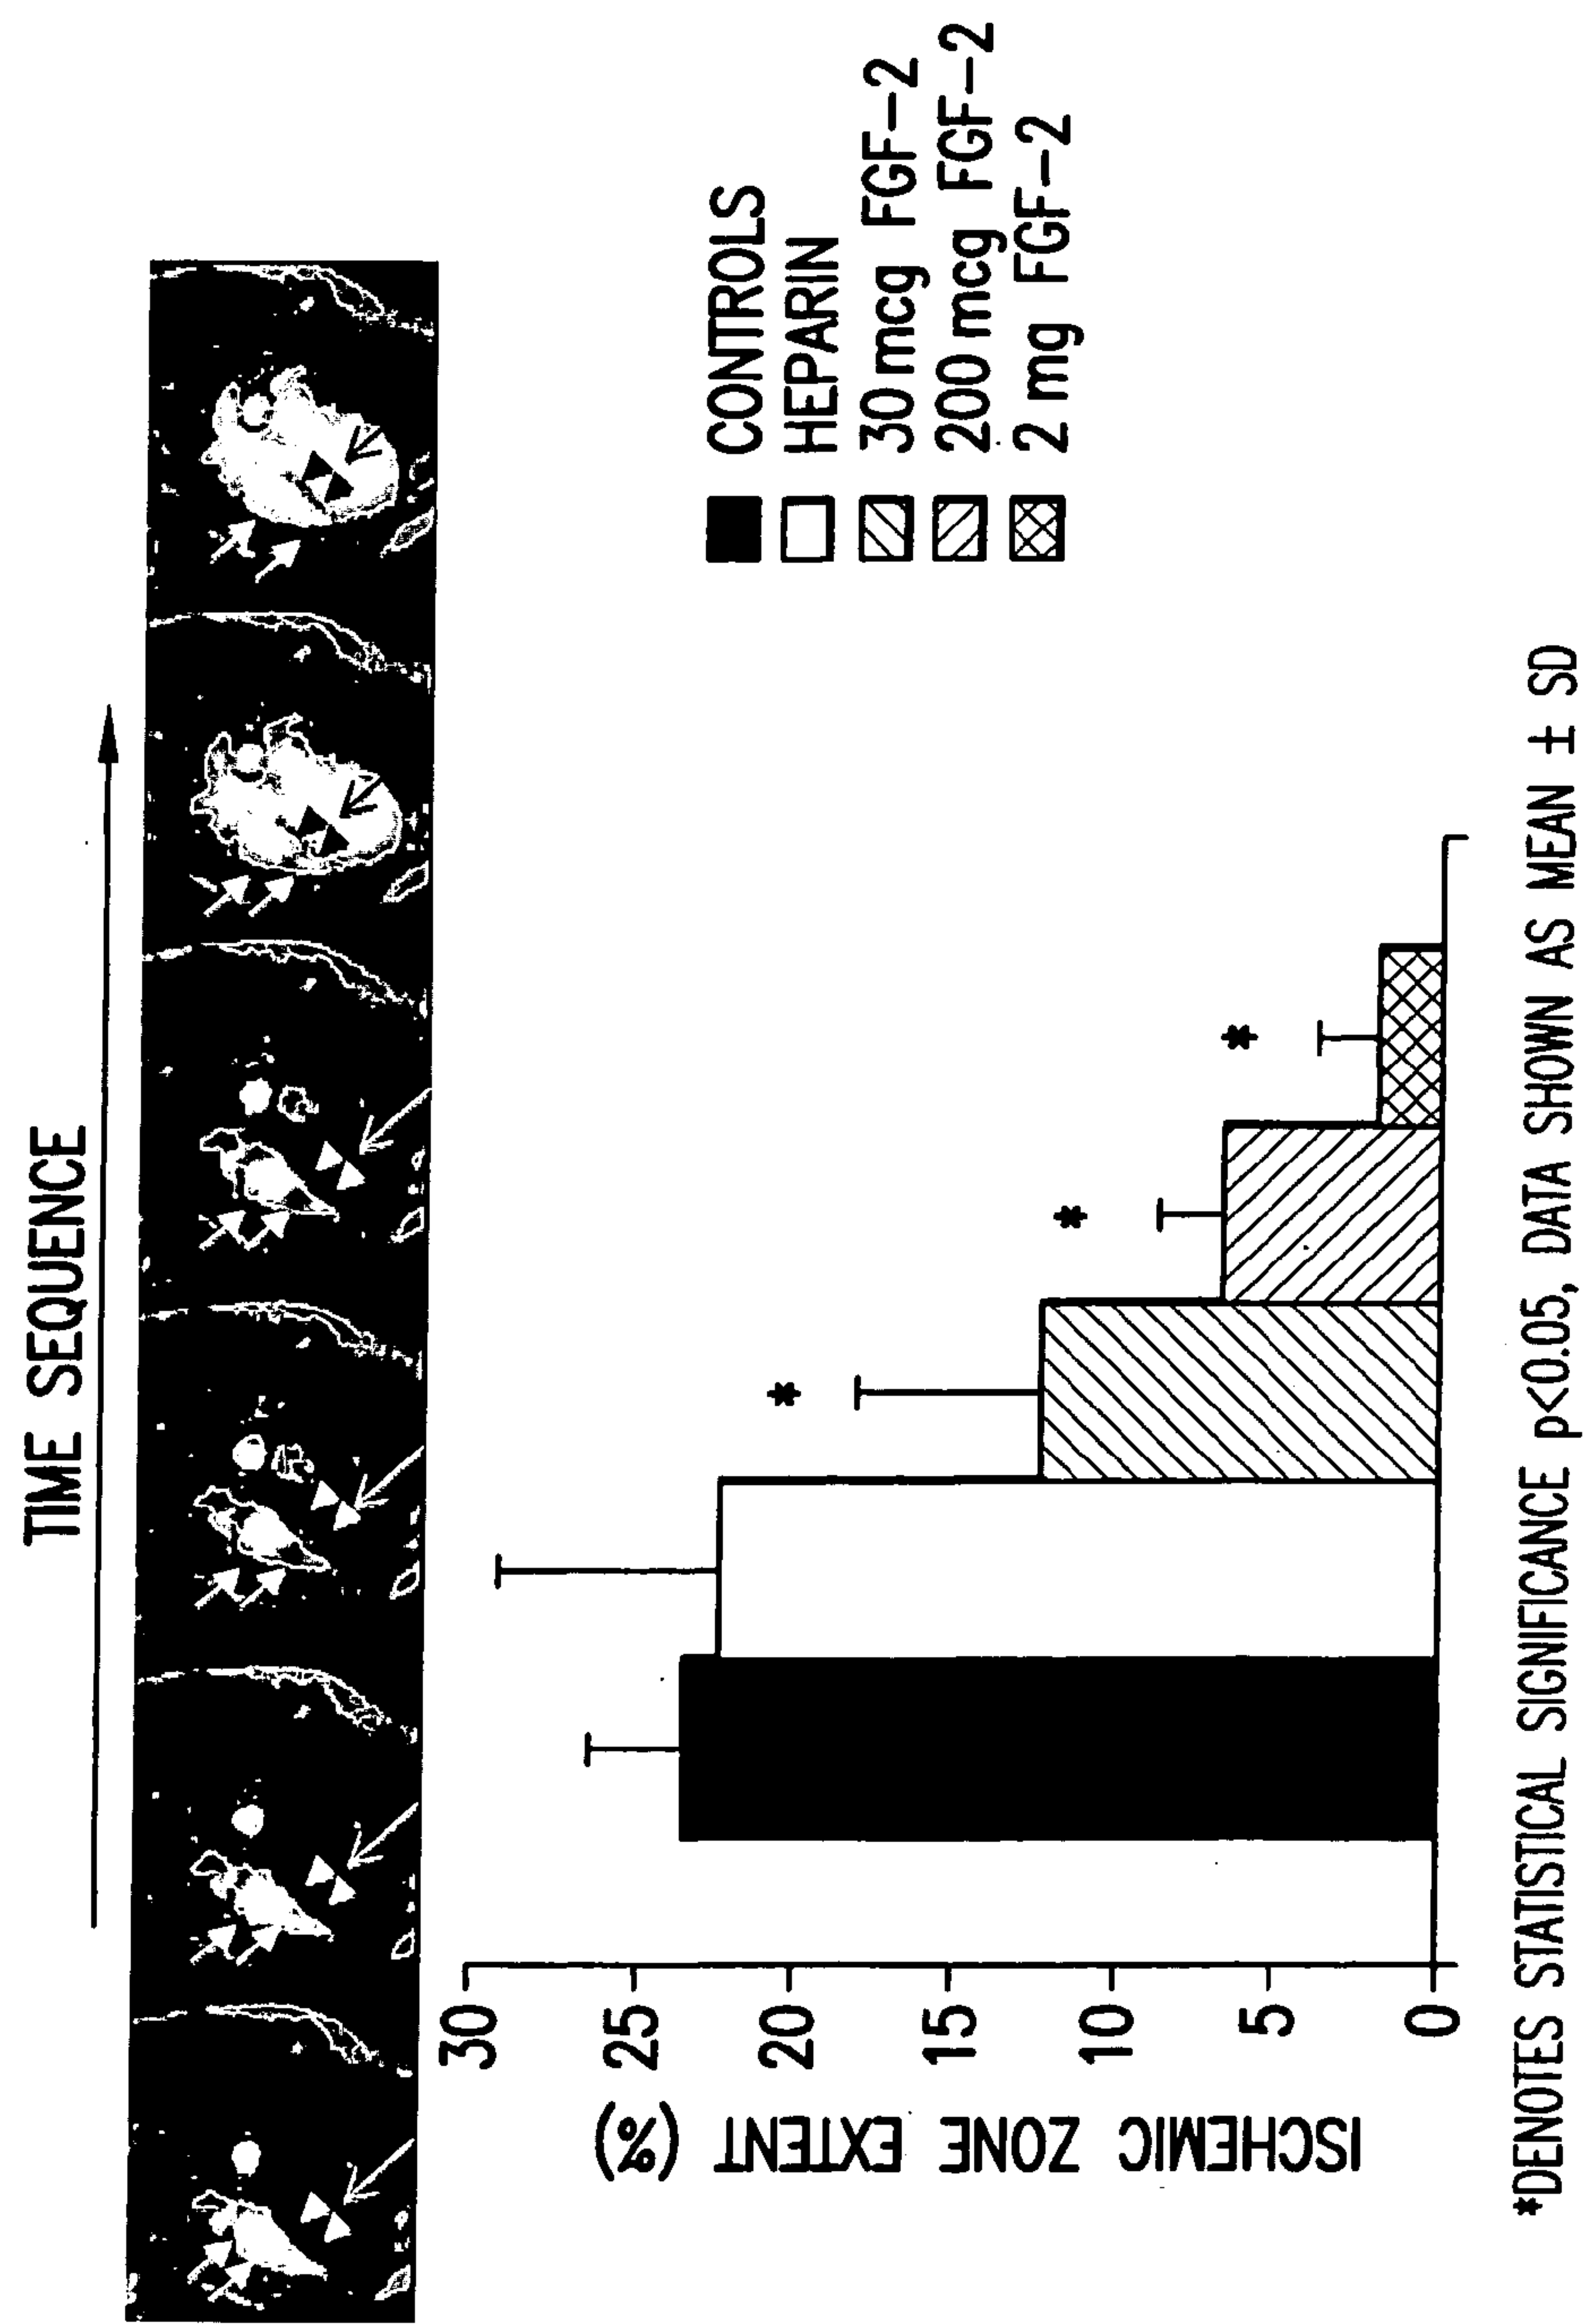 TIME SEQUENCE
CONTROLS
HEPARIN
30 mcg FGF-2
200 mcg FGF-2
2 mg FGF-2
ISCHEMIC ZONE EXTENT (%)
30
25
20
15
10
5
0
*
*
*
*DENOTES STATISTICAL SIGNIFICANCE p<0.05, DATA SHOWN AS MEAN ± SD